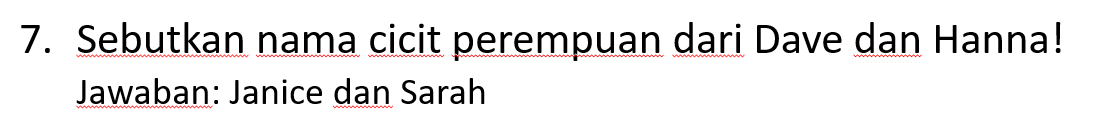 7. Sebutkan nama cicit perempuan dari Dave dan Hanna!
Jawaban: Janice dan Sarah